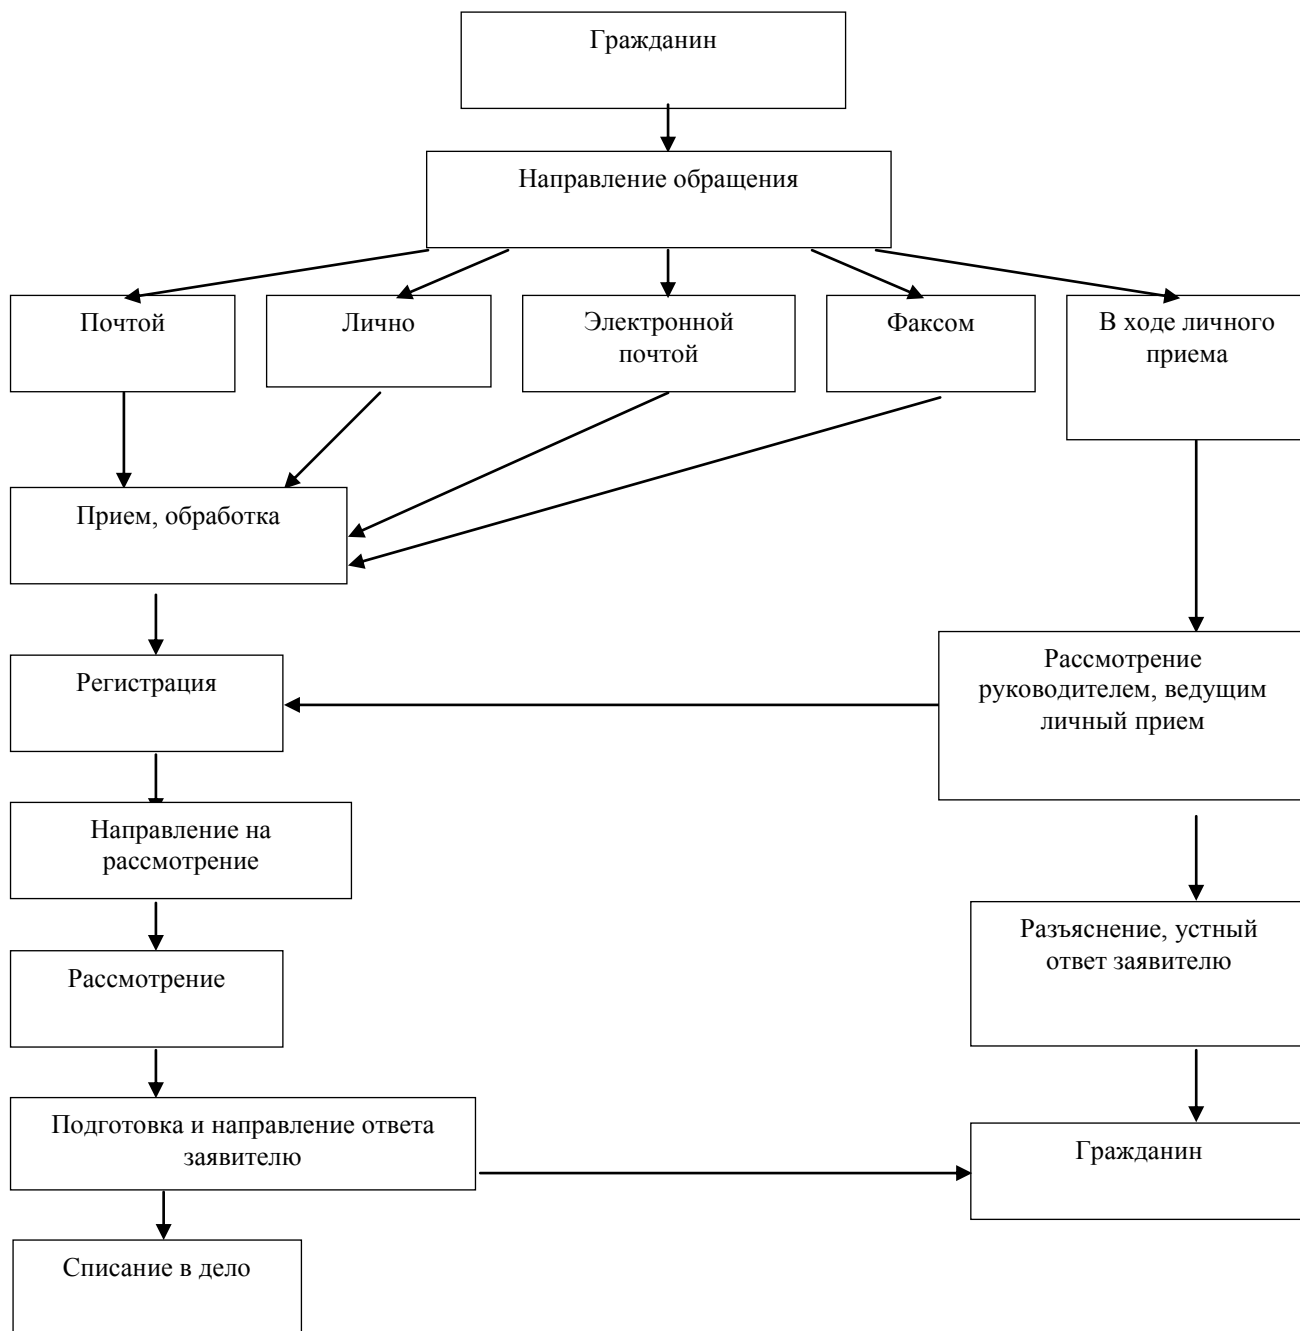 Гражданин
Направление обращения
Почтой
Лично
Электронной
почтой
Факсом
В ходе личного
приема
Прием, обработка
Регистрация
Рассмотрение
руководителем, ведущим
личный прием
Направление на
рассмотрение
Разъяснение, устный
ответ заявителю
Рассмотрение
Подготовка и направление ответа
заявителю
Гражданин
Списание в дело